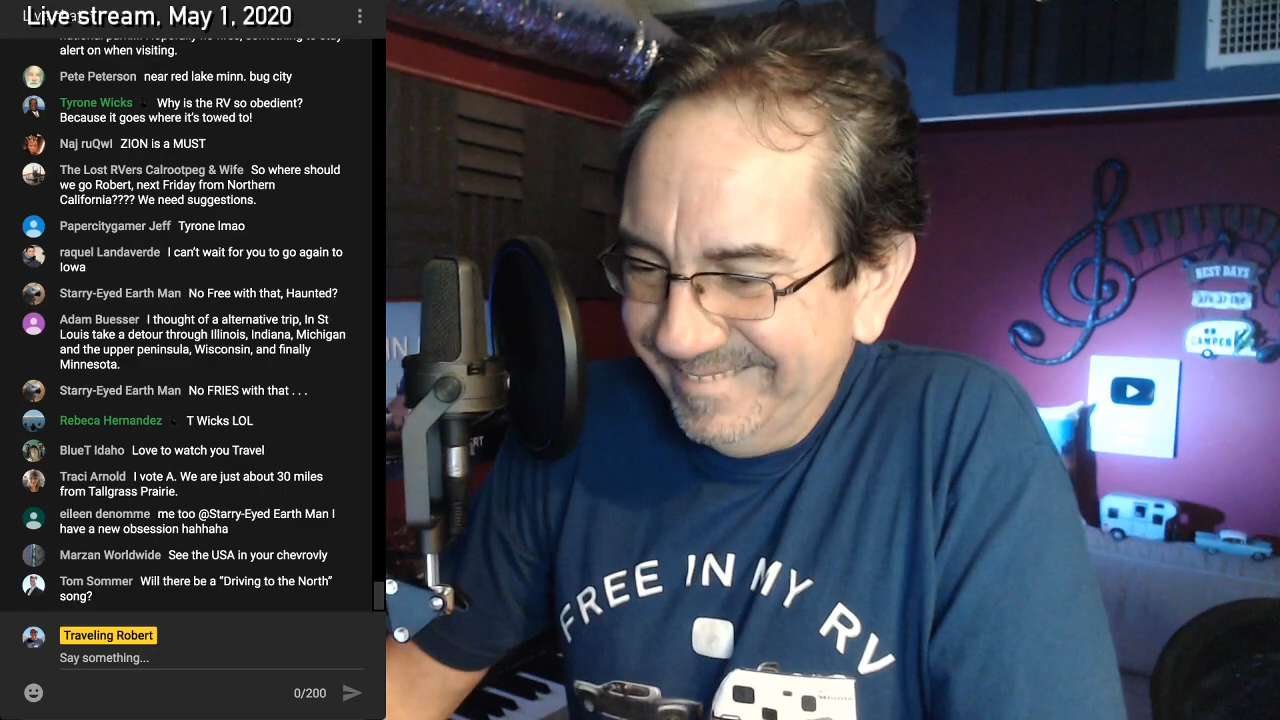 Live stream, May 1, 2020
alert on when visiting.
Pete Peterson near red lake minn. bug city
Tyrone Wicks Why is the RV so obedient?
Because it goes where it's towed to!
Naj ruQwI ZION is a MUST
The Lost RVers Calrootpeg & Wife So where should
we go Robert, next Friday from Northern
California???? We need suggestions.
Papercitygamer Jeff Tyrone lmao
raquel Landaverde I can't wait for you to go again to
Iowa
Starry-Eyed Earth Man No Free with that, Haunted?
Adam Buesser I thought of a alternative trip, In St
Louis take a detour through Illinois, Indiana, Michigan
and the upper peninsula, Wisconsin, and finally
Minnesota.
Starry-Eyed Earth Man No FRIES with that . . .
Rebeca Hernandez T Wicks LOL
BlueT Idaho Love to watch you Travel
Traci Arnold I vote A. We are just about 30 miles
from Tallgrass Prairie.
eileen denomme me too @Starry-Eyed Earth Man I
have a new obsession hahhaha
Marzan Worldwide See the USA in your chevrovly
Tom Sommer Will there be a “Driving to the North”
song?
Traveling Robert
Say something...
0/200
FREE IN MY RV
BEST DAYS
CAMPER